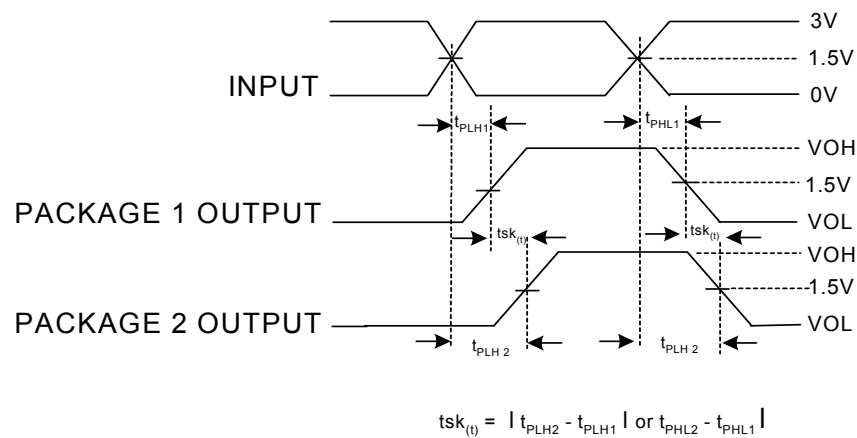 3V
1.5V
INPUT
0V
tPLH1
tPHL1
VOH
1.5V
PACKAGE 1 OUTPUT
VOL
tsk(t)
tsk(t)
VOH
1.5V
PACKAGE 2 OUTPUT
VOL
tPLH 2
tPLH 2
tsk(t) = | tPLH2 - tPLH1 | or tPHL2 - tPHL1 |